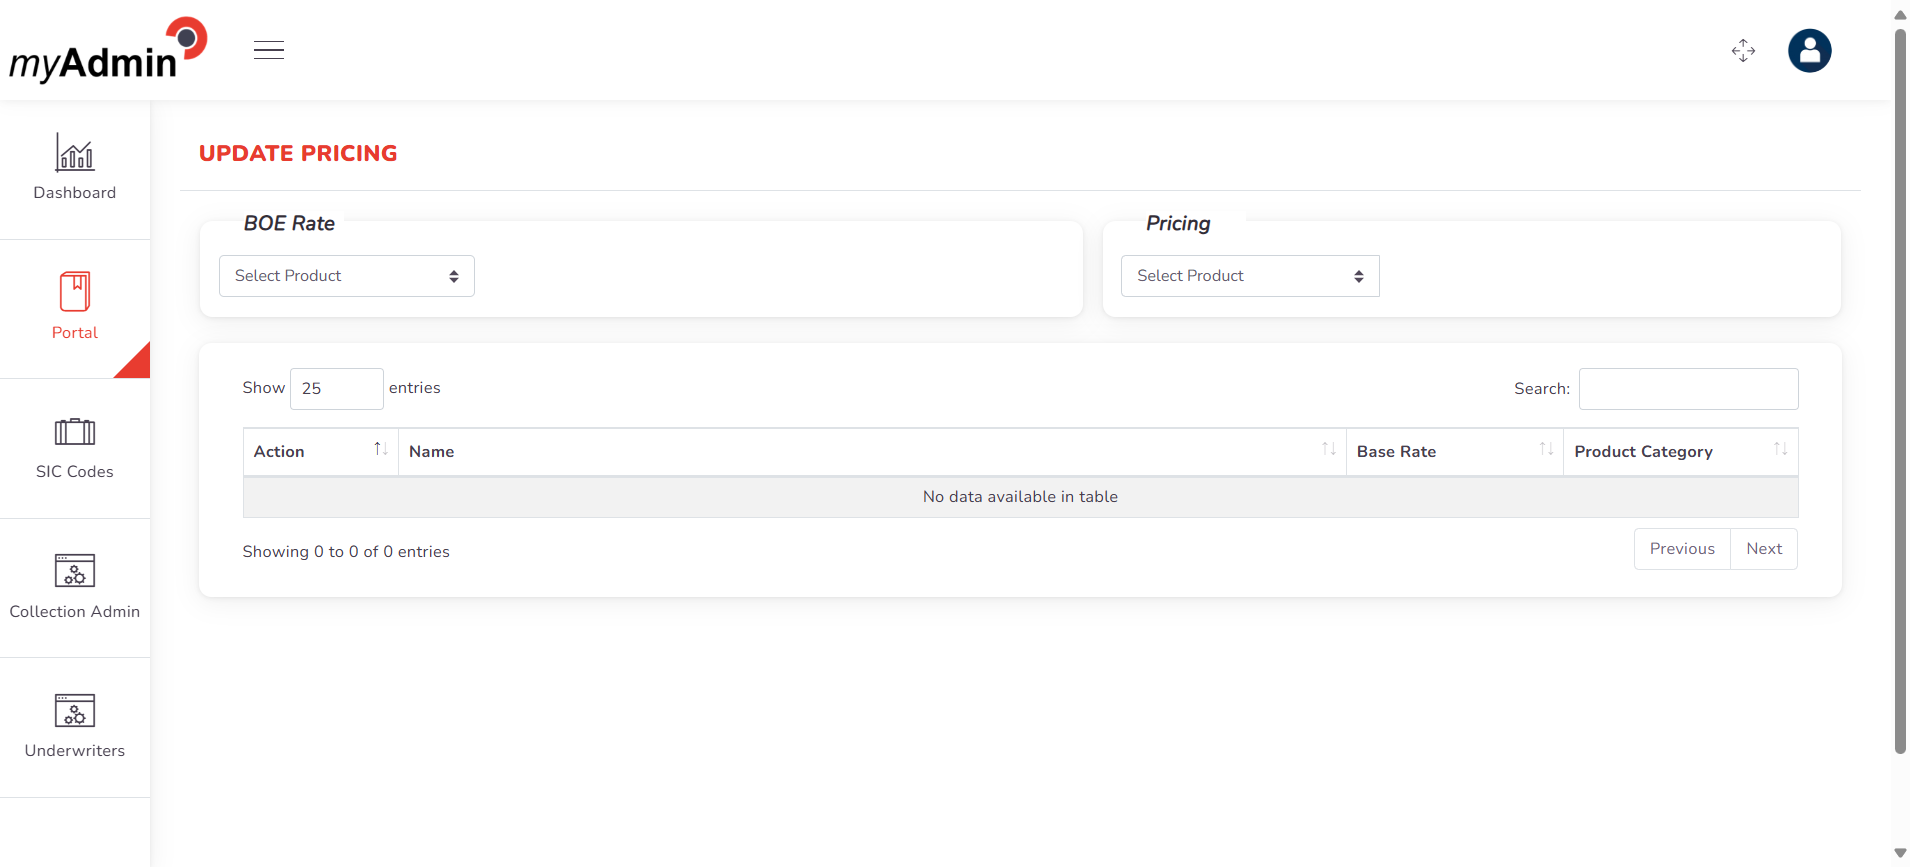 myAdmin
Dashboard
Portal
SIC Codes
Collection Admin
Underwriters
UPDATE PRICING
BOE Rate
Select Product
Pricing
Select Product
Show 25 entries
Search:
Action Name Base Rate Product Category
No data available in table
Showing 0 to 0 of 0 entries
Previous Next